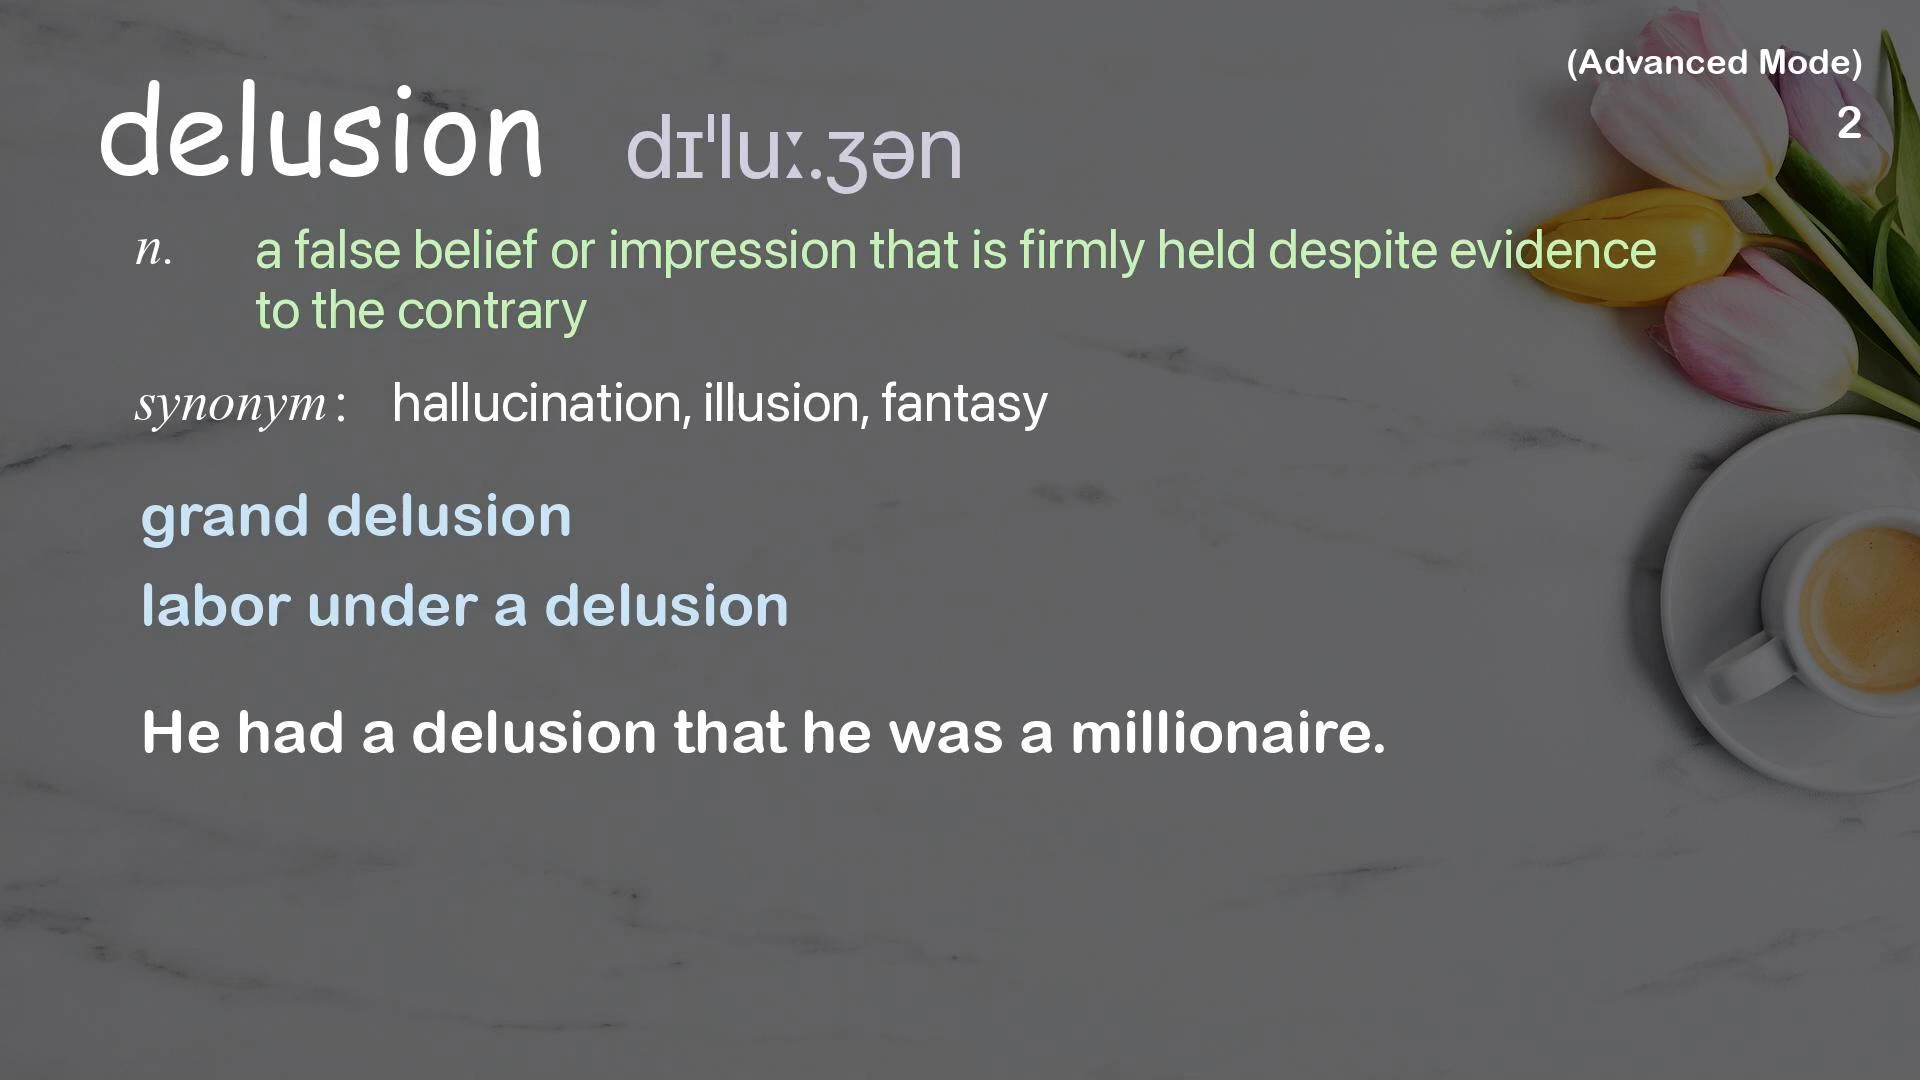 (Advanced Mode)
2
delusion dɪˈluː.ʒən
n. a false belief or impression that is firmly held despite evidence
to the contrary
synonym: hallucination, illusion, fantasy
grand delusion
labor under a delusion
He had a delusion that he was a millionaire.